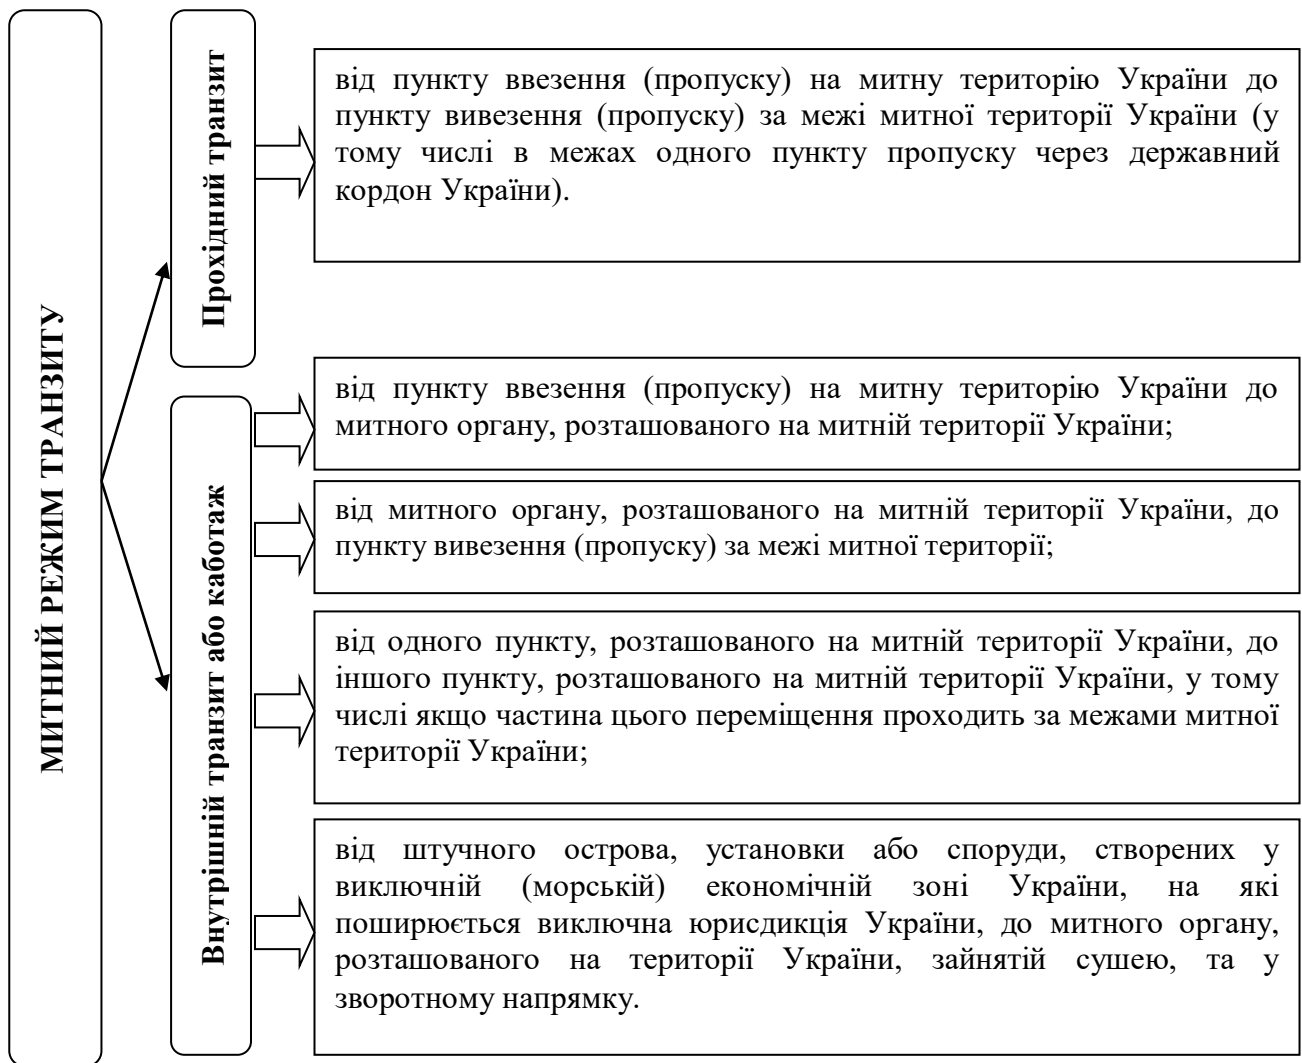 МИТНИЙ РЕЖИМ ТРАНЗИТУ
Прохідний транзит
від пункту ввезення (пропуску) на митну територію України до
пункту вивезення (пропуску) за межі митної території України (у
тому числі в межах одного пункту пропуску через державний
кордон України).
Внутрішній транзит або каботаж
від пункту ввезення (пропуску) на митну територію України до
митного органу, розташованого на митній території України;
від митного органу, розташованого на митній території України, до
пункту вивезення (пропуску) за межі митної території;
від одного пункту, розташованого на митній території України, до
іншого пункту, розташованого на митній території України, у тому
числі якщо частина цього переміщення проходить за межами митної
території України;
від штучного острова, установки або споруди, створених у
виключній (морській) економічній зоні України, на які
поширюється виключна юрисдикція України, до митного органу,
розташованого на території України, зайнятій сушею, та у
зворотному напрямку.